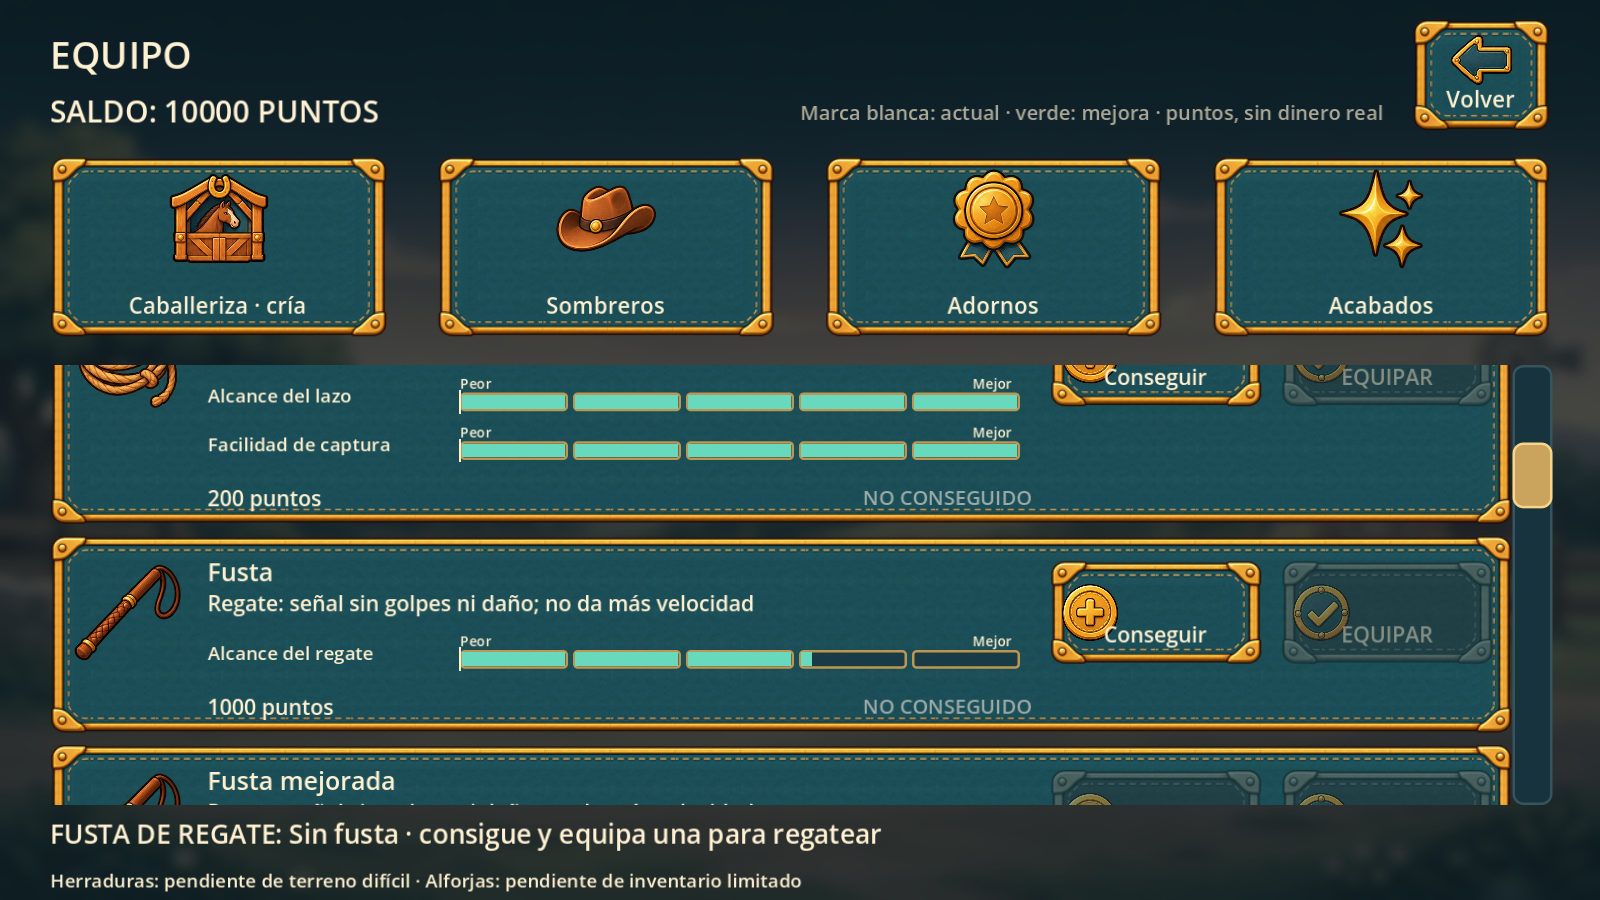 EQUIPO
SALDO: 10000 PUNTOS
Marca blanca: actual · verde: mejora · puntos, sin dinero real
Volver
Caballeriza · cría
Sombreros
Adornos
Acabados
Alcance del lazo
Peor
Mejor
Conseguir
EQUIPAR
Facilidad de captura
Peor
Mejor
200 puntos
NO CONSEGUIDO
Fusta
Regate: señal sin golpes ni daño; no da más velocidad
Alcance del regate
Peor
Mejor
Conseguir
EQUIPAR
1000 puntos
NO CONSEGUIDO
Fusta mejorada
FUSTA DE REGATE: Sin fusta · consigue y equipa una para regatear
Herraduras: pendiente de terreno difícil · Alforjas: pendiente de inventario limitado